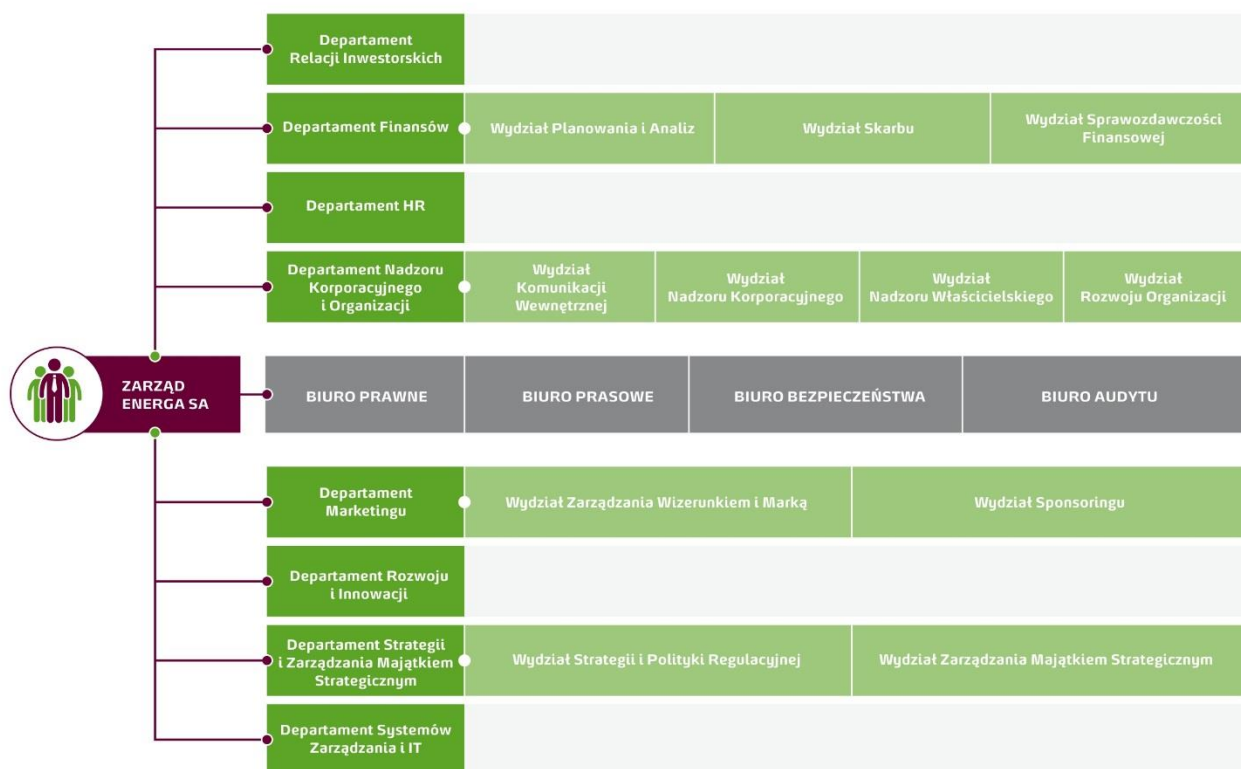 Departament
Relacji Inwestorskich
Departament Finansów
Wydział Planowania i Analiz
Wydział Skarbu
Wydział Sprawozdawczości
Finansowej
Departament HR
Departament Nadzoru
Korporacyjnego
i Organizacji
Wydział
Komunikacji
Wewnętrznej
Wydział
Nadzoru Korporacyjnego
Wydział
Nadzoru Właścicielskiego
Wydział
Rozwoju Organizacji
ZARZĄD
ENERGA SA
BIURO PRAWNE
BIURO PRASOWE
BIURO BEZPIECZEŃSTWA
BIURO AUDYTU
Departament
Marketingu
Wydział Zarządzania Wizerunkiem i Marką
Wydział Sponsoringu
Departament Rozwoju
i Innowacji
Departament Strategii
i Zarządzania Majątkiem
Strategicznym
Wydział Strategii i Polityki Regulacyjnej
Wydział Zarządzania Majątkiem Strategicznym
Departament Systemów
Zarządzania i IT